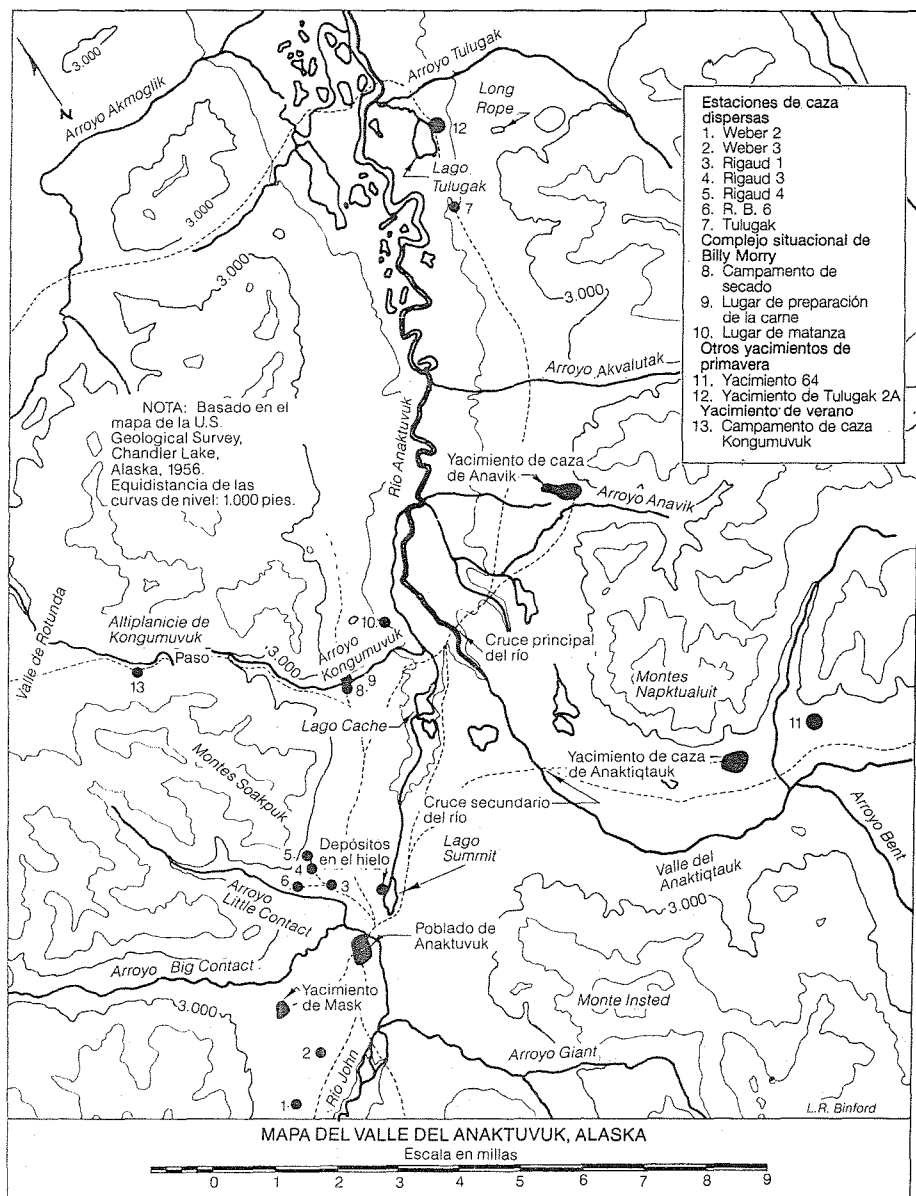 3.000
Arroyo Akmoglik
N
Arroyo Tulugak
Long
Rope
12
Lago
Tulugak
7
3.000
3.000
3.000
Estaciones de caza
dispersas
1. Weber 2
2. Weber 3
3. Rigaud 1
4. Rigaud 3
5. Rigaud 4
6. R. B. 6
7. Tulugak
Complejo situacional de
Billy Morry
8. Campamento de
secado
9. Lugar de preparación
de la carne
10. Lugar de matanza
Otros yacimientos de
primavera
11. Yacimiento 64
12. Yacimiento de Tulugak 2A
Yacimiento de verano
13. Campamento de caza
Kongumuvuk
Arroyo Akvalutak
NOTA: Basado en el
mapa de la U.S.
Geological Survey,
Chandler Lake,
Alaska, 1956.
Equidistancia de las
curvas de nivel: 1.000 pies.
Río Anaktuvuk
Yacimiento de caza
de Anavik
Arroyo Anavik
Valle de Rotunda
Altiplanicie de
Kongumuvuk
Paso
3.000
13
10
Arroyo
Kongumuvuk
9
8
Cruce principal
del río
Montes
Napktualuit
Lago Cache
11
Montes Soakpuk
Yacimiento de caza
de Anaktiqtauk
Cruce secundario
del río
Arroyo Bent
Depósitos
en el hielo
Lago
Summit
5
4
6
3
Valle del
Anaktiqtauk
3.000
Arroyo
Little Contact
Poblado de
Anaktuvuk
Arroyo Big Contact
3.000
Yacimiento
de Mask
Monte Insted
2
Río John
Arroyo Giant
1
L.R. Binford
MAPA DEL VALLE DEL ANAKTUVUK, ALASKA
Escala en millas
0 1 2 3 4 5 6 7 8 9